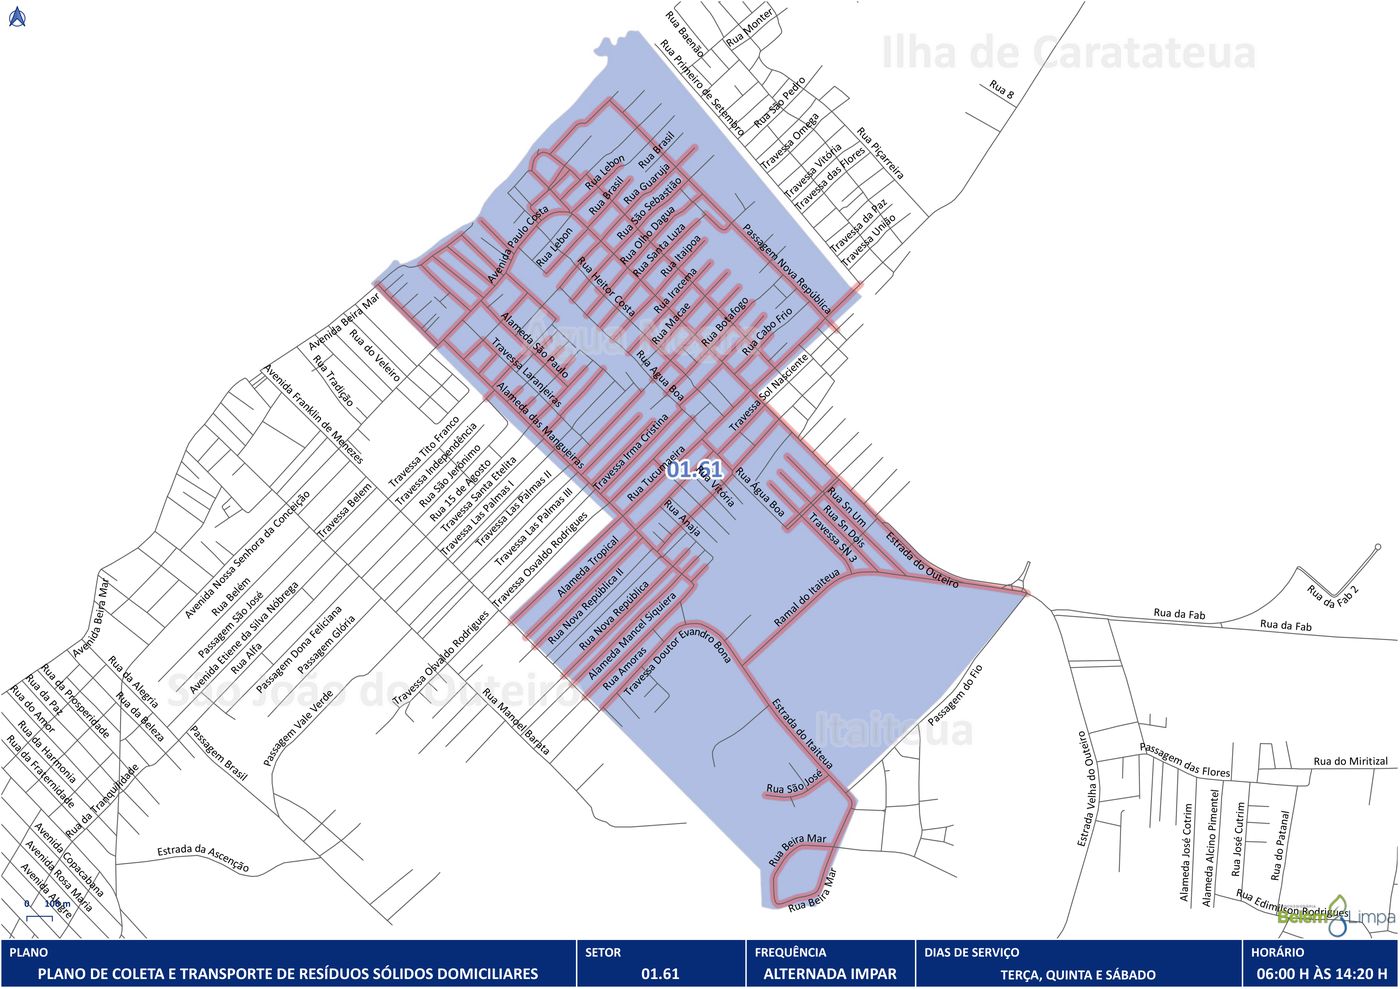 Ilha de Caratateua
Rua Baenão
Rua Monter
Rua Primeiro de Setembro
Rua São Pedro
Rua 8
Travessa Omega
Rua Piçarreira
Travessa Vitória
Travessa das Flores
Travessa da Paz
Travessa União
Rua Lebon
Rua Brasil
Rua Brasil
Rua Guaruja
Rua São Sebastião
Rua Olho Dagua
Rua Santa Luza
Rua Itaipoa
Rua Iracema
Rua Macae
Rua Botafogo
Rua Cabo Frio
Passagem Nova República
Avenida Paulo Costa
Rua Lebon
Rua Heitor Costa
Avenida Beira Mar
Rua do Veleiro
Rua Tradição
Avenida Franklin de Menezes
Alameda São Paulo
Travessa Laranjeiras
Alameda das Mangueiras
Rua Agua Boa
Travessa Sol Nasciente
Travessa Irma Cristina
Rua Tucumaeira
01.61
Rua Vitória
Rua Água Boa
Rua Anaja
Rua Sn Um
Rua Sn Dois
Travessa SN 3
Estrada do Outeiro
Travessa Tito Franco
Travessa Independência
Rua São Jerônimo
Rua 15 de Agosto
Travessa Santa Etelita
Travessa Las Palmas I
Travessa Las Palmas II
Travessa Las Palmas III
Travessa Osvaldo Rodrigues
Travessa Belem
Avenida Nossa Senhora da Conceição
Rua Belém
Passagem São José
Avenida Etiene da Silva Nóbrega
Rua Alfa
Passagem Dona Feliciana
Passagem Glória
Travessa Osvaldo Rodrigues
Alameda Tropical
Rua Nova República II
Rua Nova República
Alameda Mancel Siqueira
Rua Amoras
Travessa Doutor Evandro Bona
Ramal do Itaiteua
Estrada do Itaiteua
Passagem do Fio
Rua da Fab
Rua da Fab
Rua da Fab 2
São João do Outeiro
Itaiteua
Avenida Beira Mar
Rua da Alegria
Rua da Beleza
Rua da Prosperidade
Rua da Paz
Rua do Amor
Rua da Harmonia
Rua da Fraternidade
Rua da Tranquilidade
Passagem Brasil
Passagem Vale Verde
Rua Manoel Barata
Estrada da Ascenção
Avenida Copacabana
Avenida Rosa Maria
Avenida Alegre
Rua São José
Rua Beira Mar
Rua Beira Mar
Estrada Velha do Outeiro
Passagem das Flores
Rua do Miritizal
Alameda José Cotrim
Alameda Alcino Pimentel
Rua José Cutrim
Rua do Patanal
Rua Edimilson Rodrigues
0 100 m
Belém Limpa
PLANO
PLANO DE COLETA E TRANSPORTE DE RESÍDUOS SÓLIDOS DOMICILIARES
SETOR
01.61
FREQUÊNCIA
ALTERNADA IMPAR
DIAS DE SERVIÇO
TERÇA, QUINTA E SÁBADO
HORÁRIO
06:00 H ÀS 14:20 H